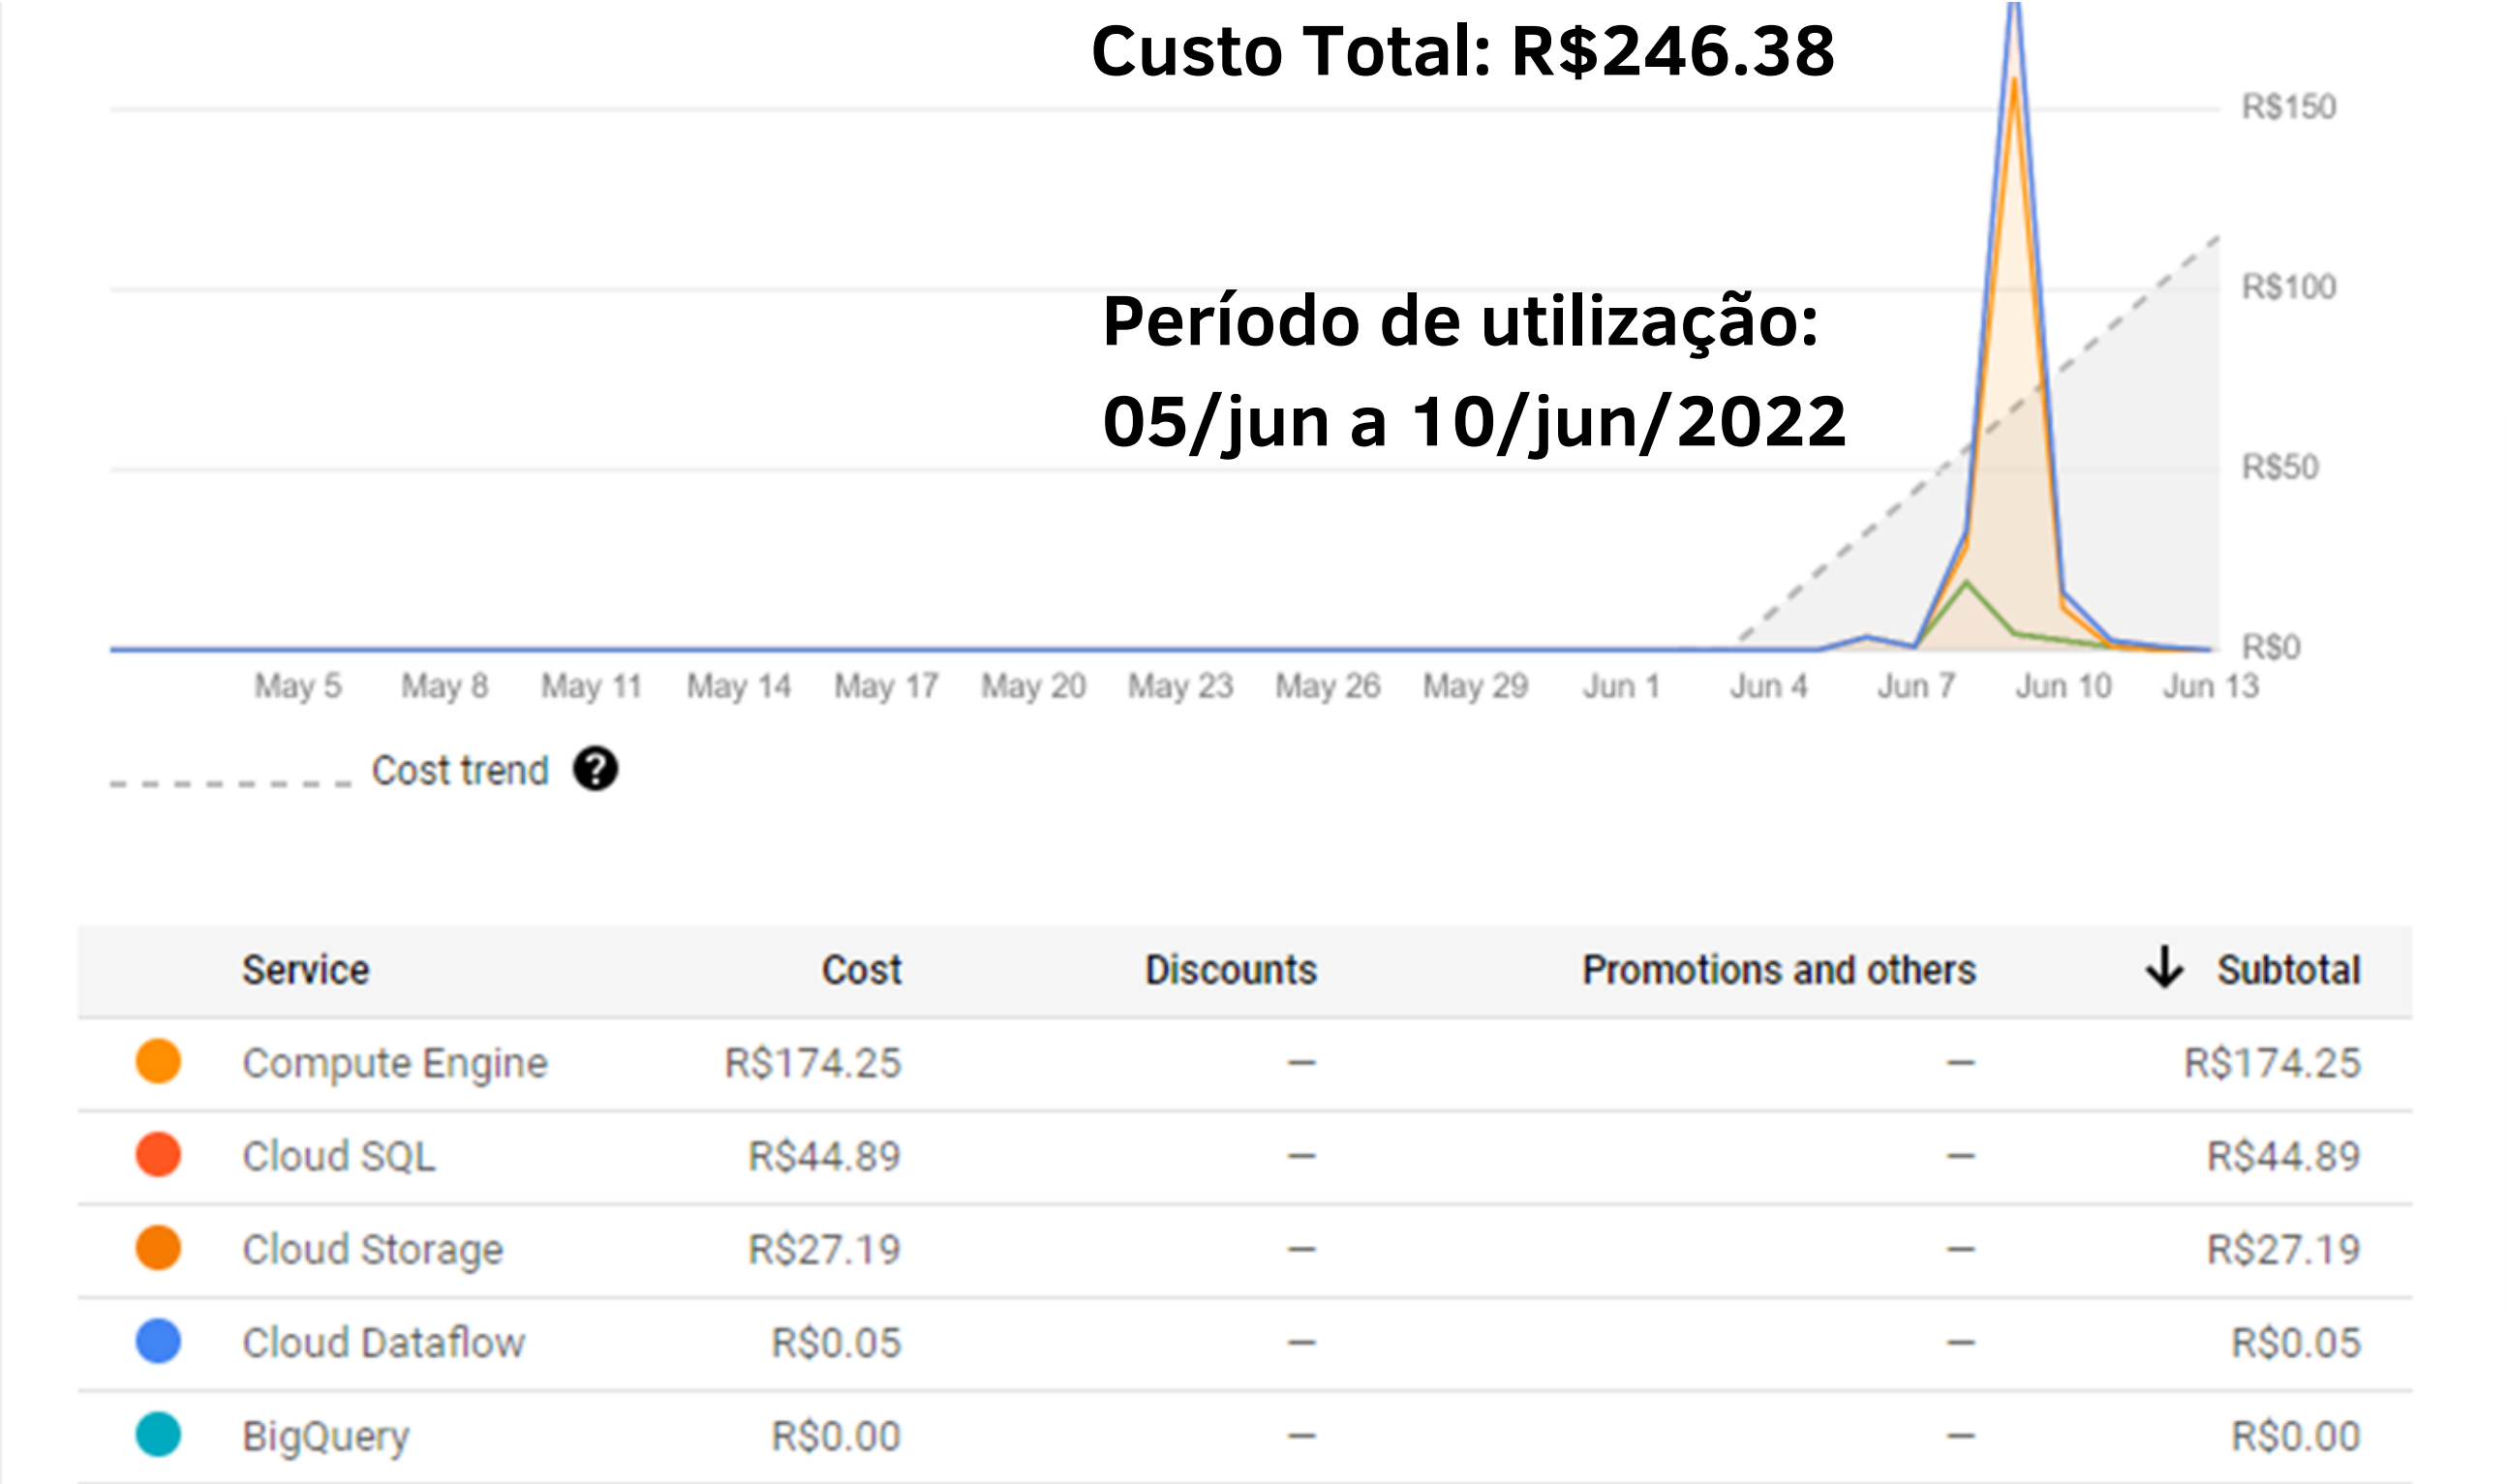 Custo Total: R$246.38
R$150
R$100
Período de utilização:
05/jun a 10/jun/2022
R$50
R$0
May 5 May 8 May 11 May 14 May 17 May 20 May 23 May 26 May 29 Jun 1 Jun 4 Jun 7 Jun 10 Jun 13
Cost trend ?
Service Cost Discounts Promotions and others ↓ Subtotal
Compute Engine R$174.25 — — R$174.25
Cloud SQL R$44.89 — — R$44.89
Cloud Storage R$27.19 — — R$27.19
Cloud Dataflow R$0.05 — — R$0.05
BigQuery R$0.00 — — R$0.00